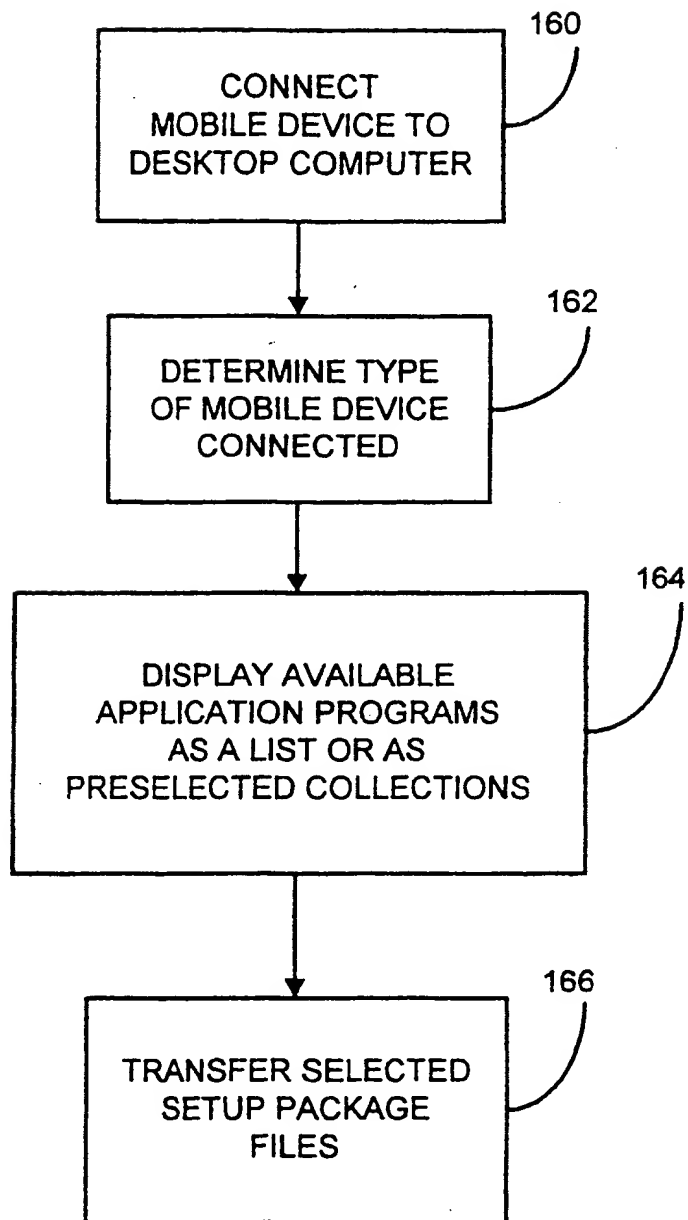 160
CONNECT
MOBILE DEVICE TO
DESKTOP COMPUTER
162
DETERMINE TYPE
OF MOBILE DEVICE
CONNECTED
164
DISPLAY AVAILABLE
APPLICATION PROGRAMS
AS A LIST OR AS
PRESELECTED COLLECTIONS
166
TRANSFER SELECTED
SETUP PACKAGE
FILES